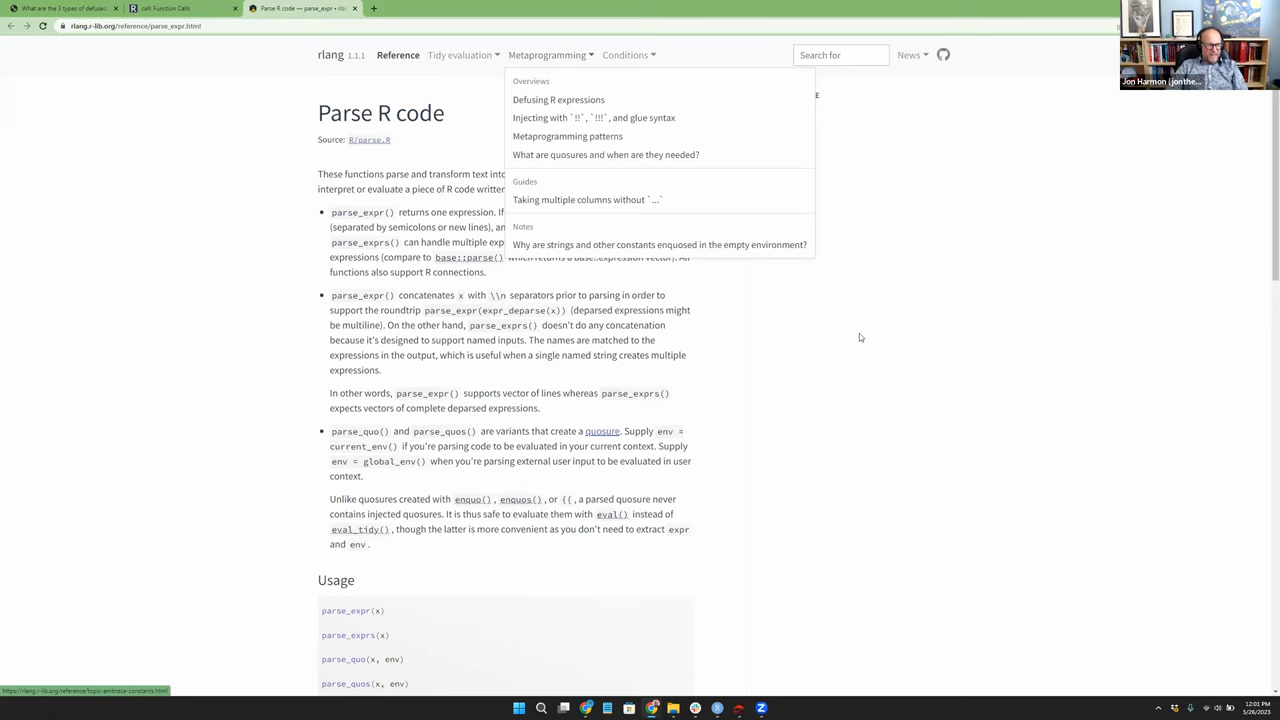 What are the 3 types of defused
call: Function Calls
Parse R code — parse_expr • rlan
rlang.r-lib.org/reference/parse_expr.html
rlang 1.1.1 Reference Tidy evaluation Metaprogramming Conditions Search for News
Overviews
Defusing R expressions
Injecting with `!!`, `!!!`, and glue syntax
Metaprogramming patterns
What are quosures and when are they needed?
Guides
Taking multiple columns without `...`
Notes
Why are strings and other constants enquosed in the empty environment?
Jon Harmon (jonthe...
Parse R code
Source: R/parse.R
These functions parse and transform text into
interpret or evaluate a piece of R code written
parse_expr() returns one expression. If
(separated by semicolons or new lines), an
parse_exprs() can handle multiple exp
expressions (compare to base::parse() which returns a base::expression vector). All
functions also support R connections.
parse_expr() concatenates x with \\n separators prior to parsing in order to
support the roundtrip parse_expr(expr_deparse(x)) (deparsed expressions might
be multiline). On the other hand, parse_exprs() doesn't do any concatenation
because it's designed to support named inputs. The names are matched to the
expressions in the output, which is useful when a single named string creates multiple
expressions.
In other words, parse_expr() supports vector of lines whereas parse_exprs()
expects vectors of complete deparsed expressions.
parse_quo() and parse_quos() are variants that create a quosure. Supply env =
current_env() if you're parsing code to be evaluated in your current context. Supply
env = global_env() when you're parsing external user input to be evaluated in user
context.
Unlike quosures created with enquo(), enquos(), or {{, a parsed quosure never
contains injected quosures. It is thus safe to evaluate them with eval() instead of
eval_tidy(), though the latter is more convenient as you don't need to extract expr
and env.
Usage
parse_expr(x)
parse_exprs(x)
parse_quo(x, env)
parse_quos(x, env)
https://rlang.r-lib.org/reference/topic-embrace-constants.html
12:01 PM
5/26/2023